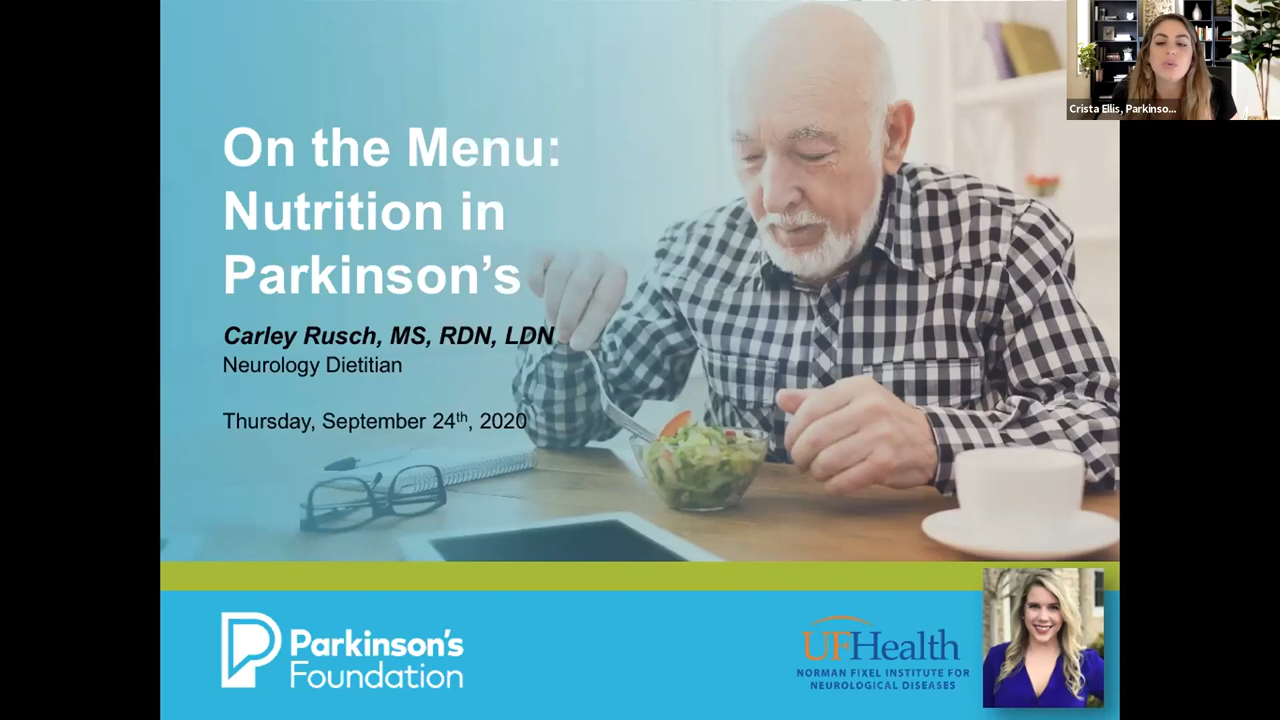 Crista Ellis, Parkinso...
On the Menu:
Nutrition in
Parkinson's
Carley Rusch, MS, RDN, LDN
Neurology Dietitian
Thursday, September 24th, 2020
Parkinson's
Foundation
UFHealth
NORMAN FIXEL INSTITUTE FOR
NEUROLOGICAL DISEASES